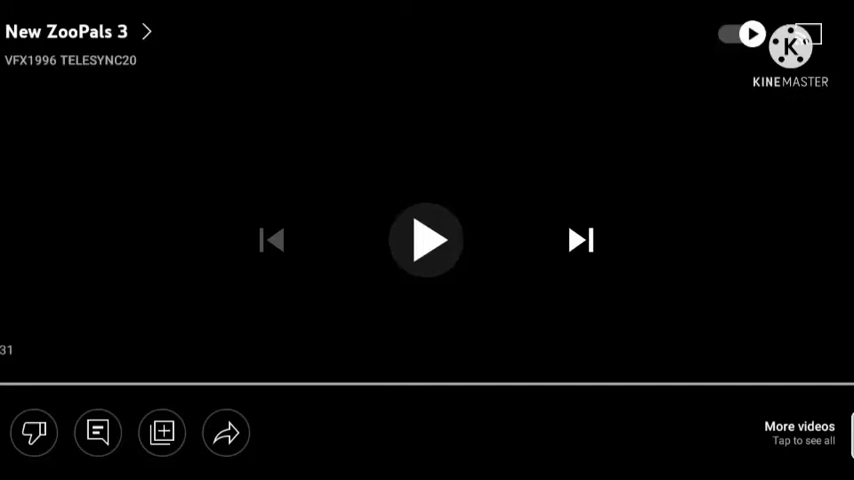 New ZooPals 3
VFX1996 TELESYNC20
K
KINEMASTER
31
More videos
Tap to see all